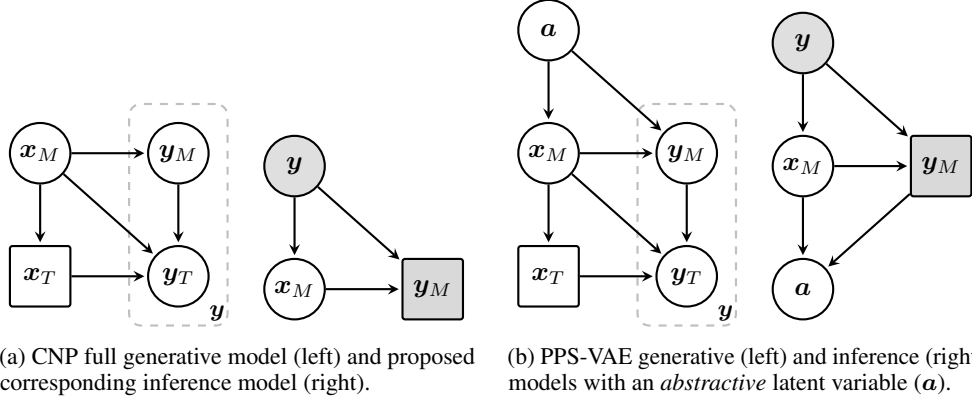 a
y
x_M
y_M
y
x_M
y_M
x_M
y_M
x_T
y_T
y
x_M
y_M
x_T
y_T
y
a
(a) CNP full generative model (left) and proposed
corresponding inference model (right).
(b) PPS-VAE generative (left) and inference (right
models with an abstractive latent variable (a).